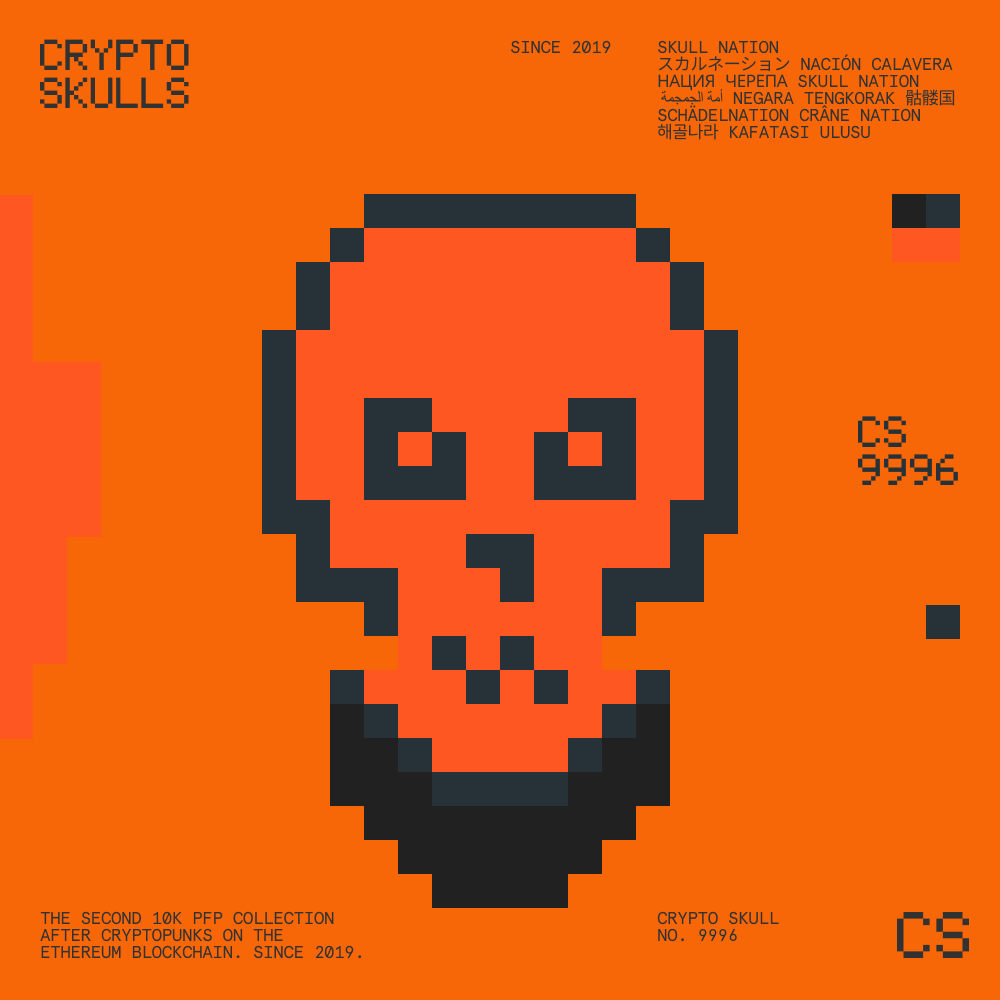 CRYPTO
SKULLS
SINCE 2019
SKULL NATION
スカルネーション NACIÓN CALAVERA
НАЦИЯ ЧЕРЕПА SKULL NATION
أمة الجمجمة NEGARA TENGKORAK 骷髅国
SCHÄDELNATION CRÂNE NATION
해골나라 KAFATASI ULUSU
CS
9996
THE SECOND 10K PFP COLLECTION
AFTER CRYPTOPUNKS ON THE
ETHEREUM BLOCKCHAIN. SINCE 2019.
CRYPTO SKULL
NO. 9996
CS